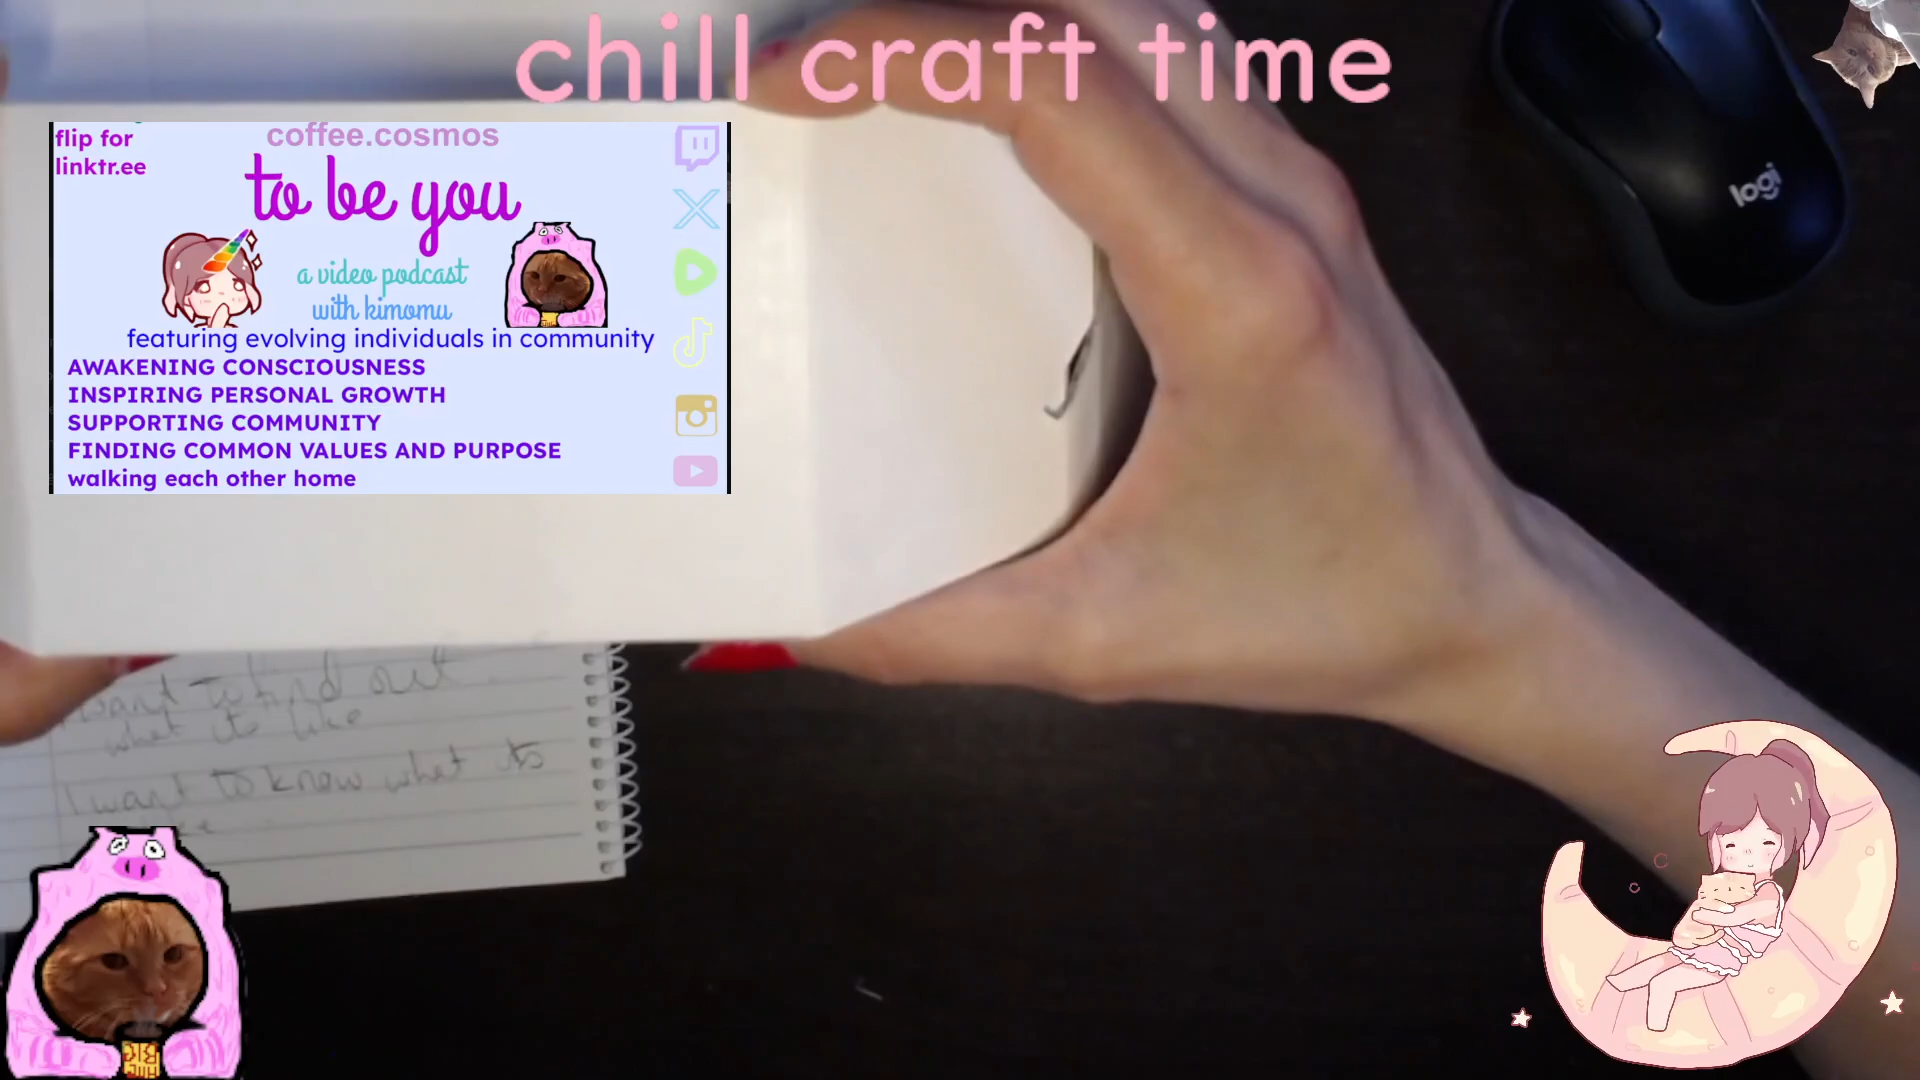 chill craft time
logi
flip for
linktr.ee
coffee.cosmos
to be you
a video podcast
with kimomu
featuring evolving individuals in community
AWAKENING CONSCIOUSNESS
INSPIRING PERSONAL GROWTH
SUPPORTING COMMUNITY
FINDING COMMON VALUES AND PURPOSE
walking each other home
want to find out
what its like
I want to know what its